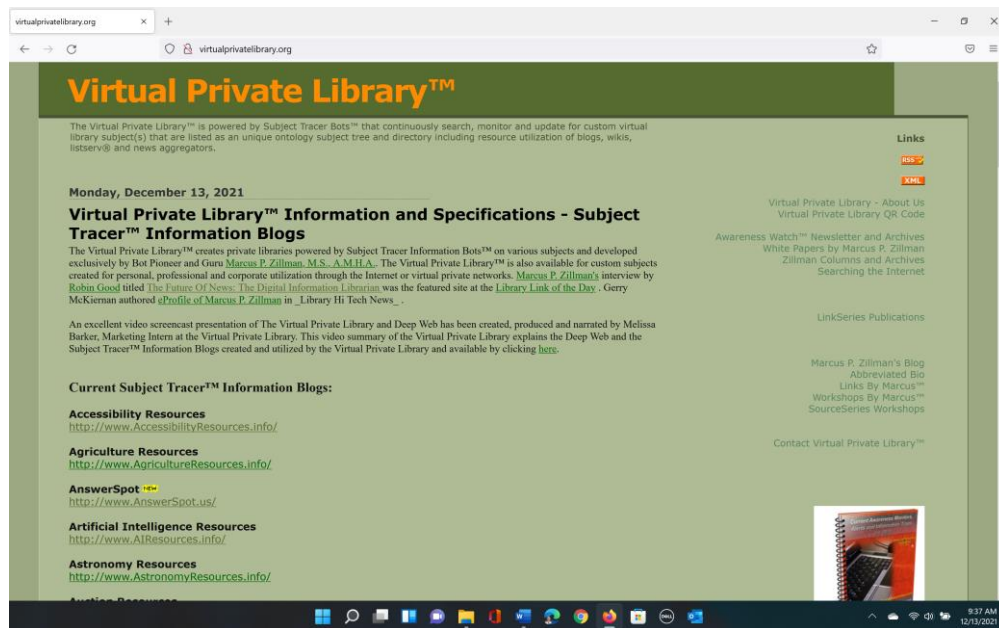 virtualprivatelibrary.org
virtualprivatelibrary.org
Virtual Private Library™
The Virtual Private Library™ is powered by Subject Tracer Bots™ that continuously search, monitor and update for custom virtual
library subject(s) that are listed as an unique ontology subject tree and directory including resource utilization of blogs, wikis,
listserv® and news aggregators.
Monday, December 13, 2021
Virtual Private Library™ Information and Specifications - Subject
Tracer™ Information Blogs
The Virtual Private Library™ creates private libraries powered by Subject Tracer Information Bots™ on various subjects and developed
exclusively by Bot Pioneer and Guru Marcus P. Zillman, M.S., A.M.H.A.. The Virtual Private Library™ is also available for custom subjects
created for personal, professional and corporate utilization through the Internet or virtual private networks. Marcus P. Zillman's interview by
Robin Good titled The Future Of News: The Digital Information Librarian was the featured site at the Library Link of the Day . Gerry
McKiernan authored eProfile of Marcus P. Zillman in _Library Hi Tech News_ .
An excellent video screencast presentation of The Virtual Private Library and Deep Web has been created, produced and narrated by Melissa
Barker, Marketing Intern at the Virtual Private Library. This video summary of the Virtual Private Library explains the Deep Web and the
Subject Tracer™ Information Blogs created and utilized by the Virtual Private Library and available by clicking here.
Current Subject Tracer™ Information Blogs:
Accessibility Resources
http://www.AccessibilityResources.info/
Agriculture Resources
http://www.AgricultureResources.info/
AnswerSpot NEW
http://www.AnswerSpot.us/
Artificial Intelligence Resources
http://www.AIResources.info/
Astronomy Resources
http://www.AstronomyResources.info/
Links
RSS
XML
Virtual Private Library - About Us
Virtual Private Library QR Code
Awareness Watch™ Newsletter and Archives
White Papers by Marcus P. Zillman
Zillman Columns and Archives
Searching the Internet
LinkSeries Publications
Marcus P. Zillman's Blog
Abbreviated Bio
Links By Marcus™
Workshops By Marcus™
SourceSeries Workshops
Contact Virtual Private Library™
9:37 AM
12/13/2021